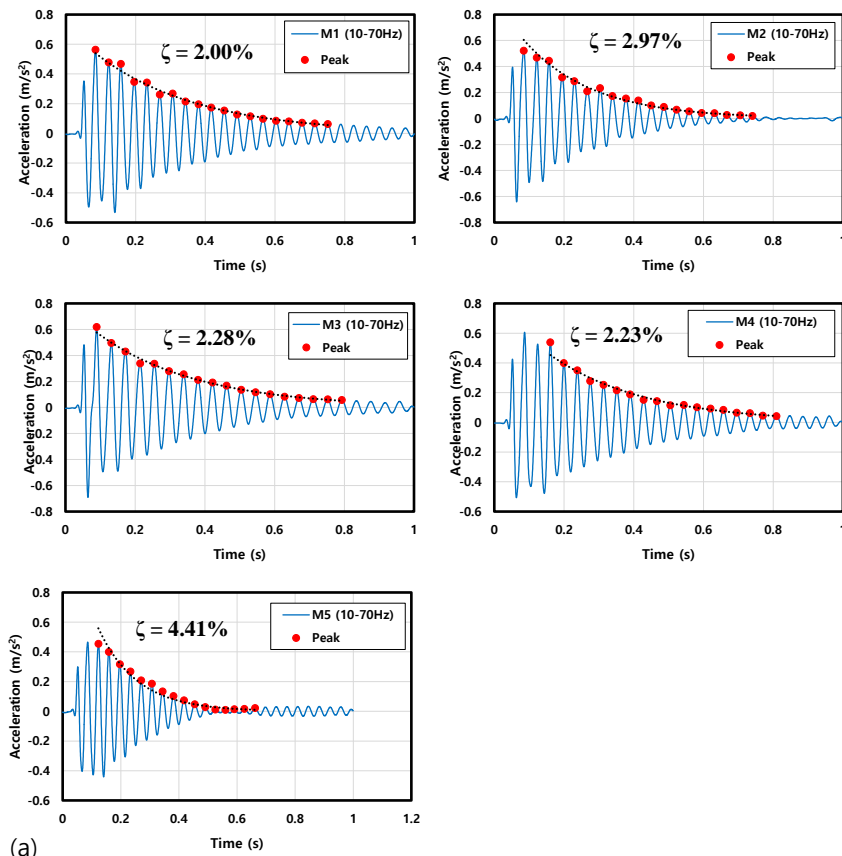 0.8
0.6
0.4
0.2
0
-0.2
-0.4
-0.6
Acceleration (m/s²)
0 0.2 0.4 0.6 0.8 1
Time (s)
ζ = 2.00%
M1 (10-70Hz)
Peak
0.8
0.6
0.4
0.2
0
-0.2
-0.4
-0.6
-0.8
Acceleration (m/s²)
0 0.2 0.4 0.6 0.8 1
Time (s)
ζ = 2.97%
M2 (10-70Hz)
Peak
0.8
0.6
0.4
0.2
0
-0.2
-0.4
-0.6
-0.8
Acceleration (m/s²)
0 0.2 0.4 0.6 0.8 1
Time (s)
ζ = 2.28%
M3 (10-70Hz)
Peak
0.8
0.6
0.4
0.2
0
-0.2
-0.4
-0.6
Acceleration (m/s²)
0 0.2 0.4 0.6 0.8 1
Time (s)
ζ = 2.23%
M4 (10-70Hz)
Peak
0.8
0.6
0.4
0.2
0
-0.2
-0.4
-0.6
Acceleration (m/s²)
0 0.2 0.4 0.6 0.8 1 1.2
Time (s)
ζ = 4.41%
M5 (10-70Hz)
Peak
(a)